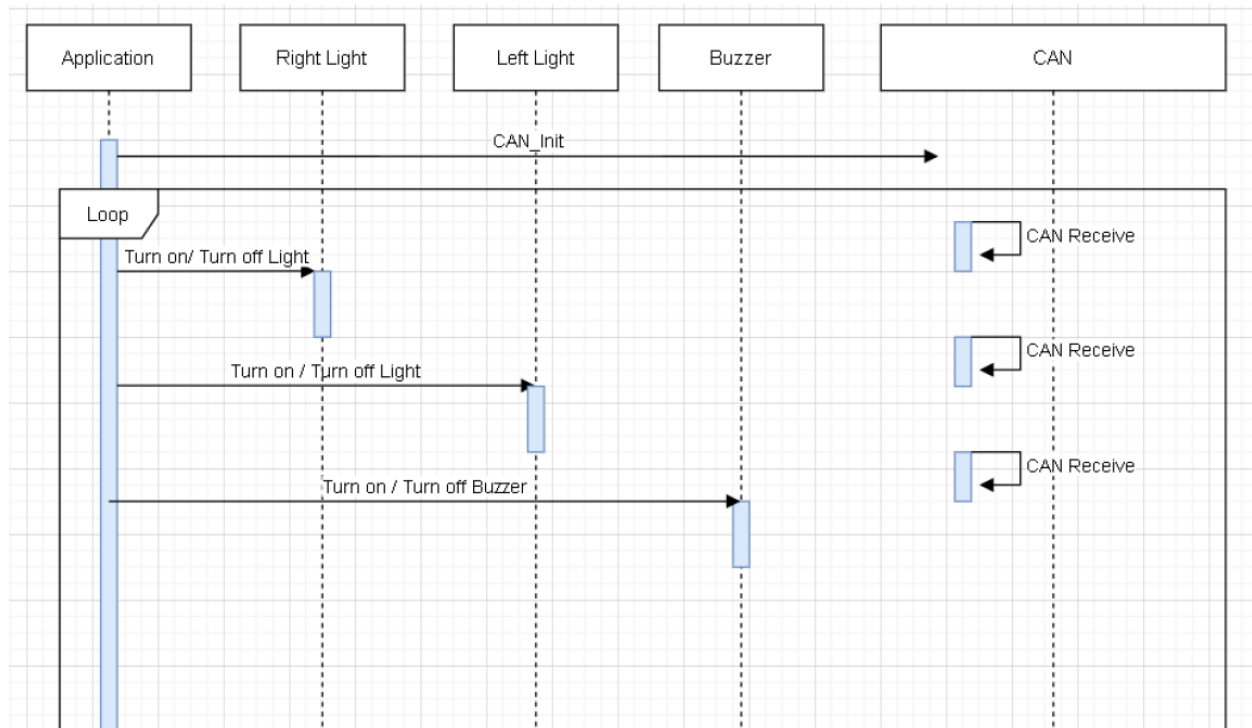 Application
Right Light
Left Light
Buzzer
CAN
CAN_Init
Loop
CAN Receive
Turn on/ Turn off Light
CAN Receive
Turn on / Turn off Light
CAN Receive
Turn on / Turn off Buzzer